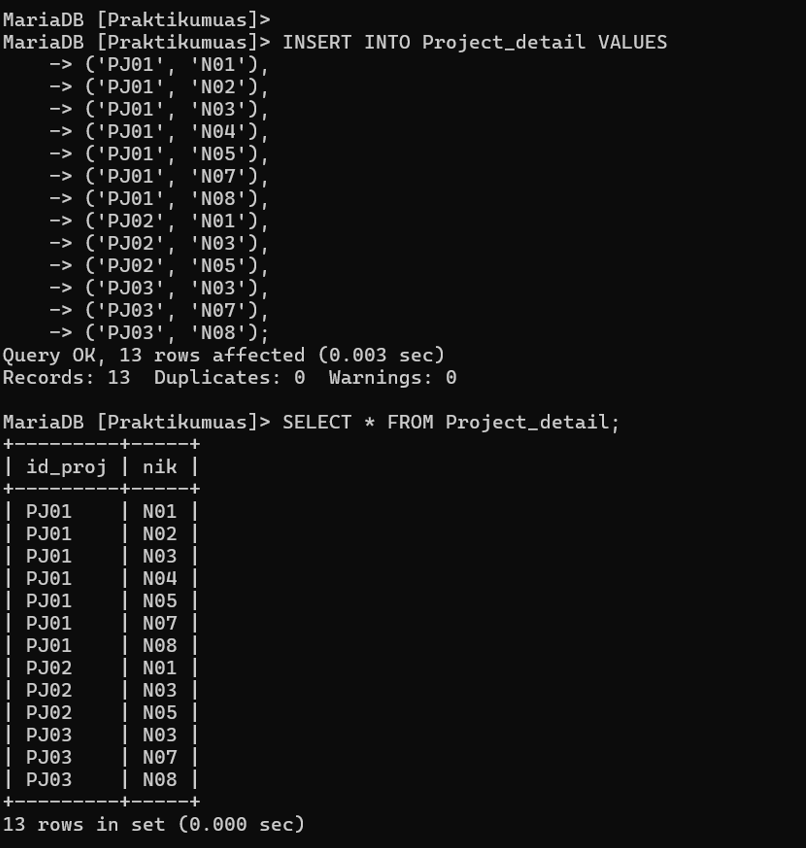 MariaDB [Praktikumuas]>
MariaDB [Praktikumuas]> INSERT INTO Project_detail VALUES
    -> ('PJ01', 'N01'),
    -> ('PJ01', 'N02'),
    -> ('PJ01', 'N03'),
    -> ('PJ01', 'N04'),
    -> ('PJ01', 'N05'),
    -> ('PJ01', 'N07'),
    -> ('PJ01', 'N08'),
    -> ('PJ02', 'N01'),
    -> ('PJ02', 'N03'),
    -> ('PJ02', 'N05'),
    -> ('PJ03', 'N03'),
    -> ('PJ03', 'N07'),
    -> ('PJ03', 'N08');
Query OK, 13 rows affected (0.003 sec)
Records: 13  Duplicates: 0  Warnings: 0

MariaDB [Praktikumuas]> SELECT * FROM Project_detail;
+---------+-----+
| id_proj | nik |
+---------+-----+
| PJ01    | N01 |
| PJ01    | N02 |
| PJ01    | N03 |
| PJ01    | N04 |
| PJ01    | N05 |
| PJ01    | N07 |
| PJ01    | N08 |
| PJ02    | N01 |
| PJ02    | N03 |
| PJ02    | N05 |
| PJ03    | N03 |
| PJ03    | N07 |
| PJ03    | N08 |
+---------+-----+
13 rows in set (0.000 sec)